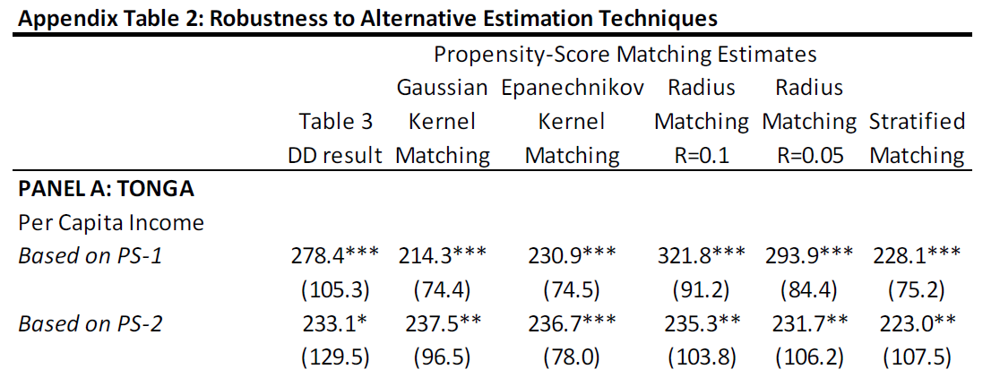 Appendix Table 2: Robustness to Alternative Estimation Techniques
Propensity-Score Matching Estimates
Gaussian Epanechnikov Radius Radius
Table 3 Kernel Kernel Matching Matching Stratified
DD result Matching Matching R=0.1 R=0.05 Matching
PANEL A: TONGA
Per Capita Income
Based on PS-1 278.4*** 214.3*** 230.9*** 321.8*** 293.9*** 228.1***
(105.3) (74.4) (74.5) (91.2) (84.4) (75.2)
Based on PS-2 233.1* 237.5** 236.7*** 235.3** 231.7** 223.0**
(129.5) (96.5) (78.0) (103.8) (106.2) (107.5)